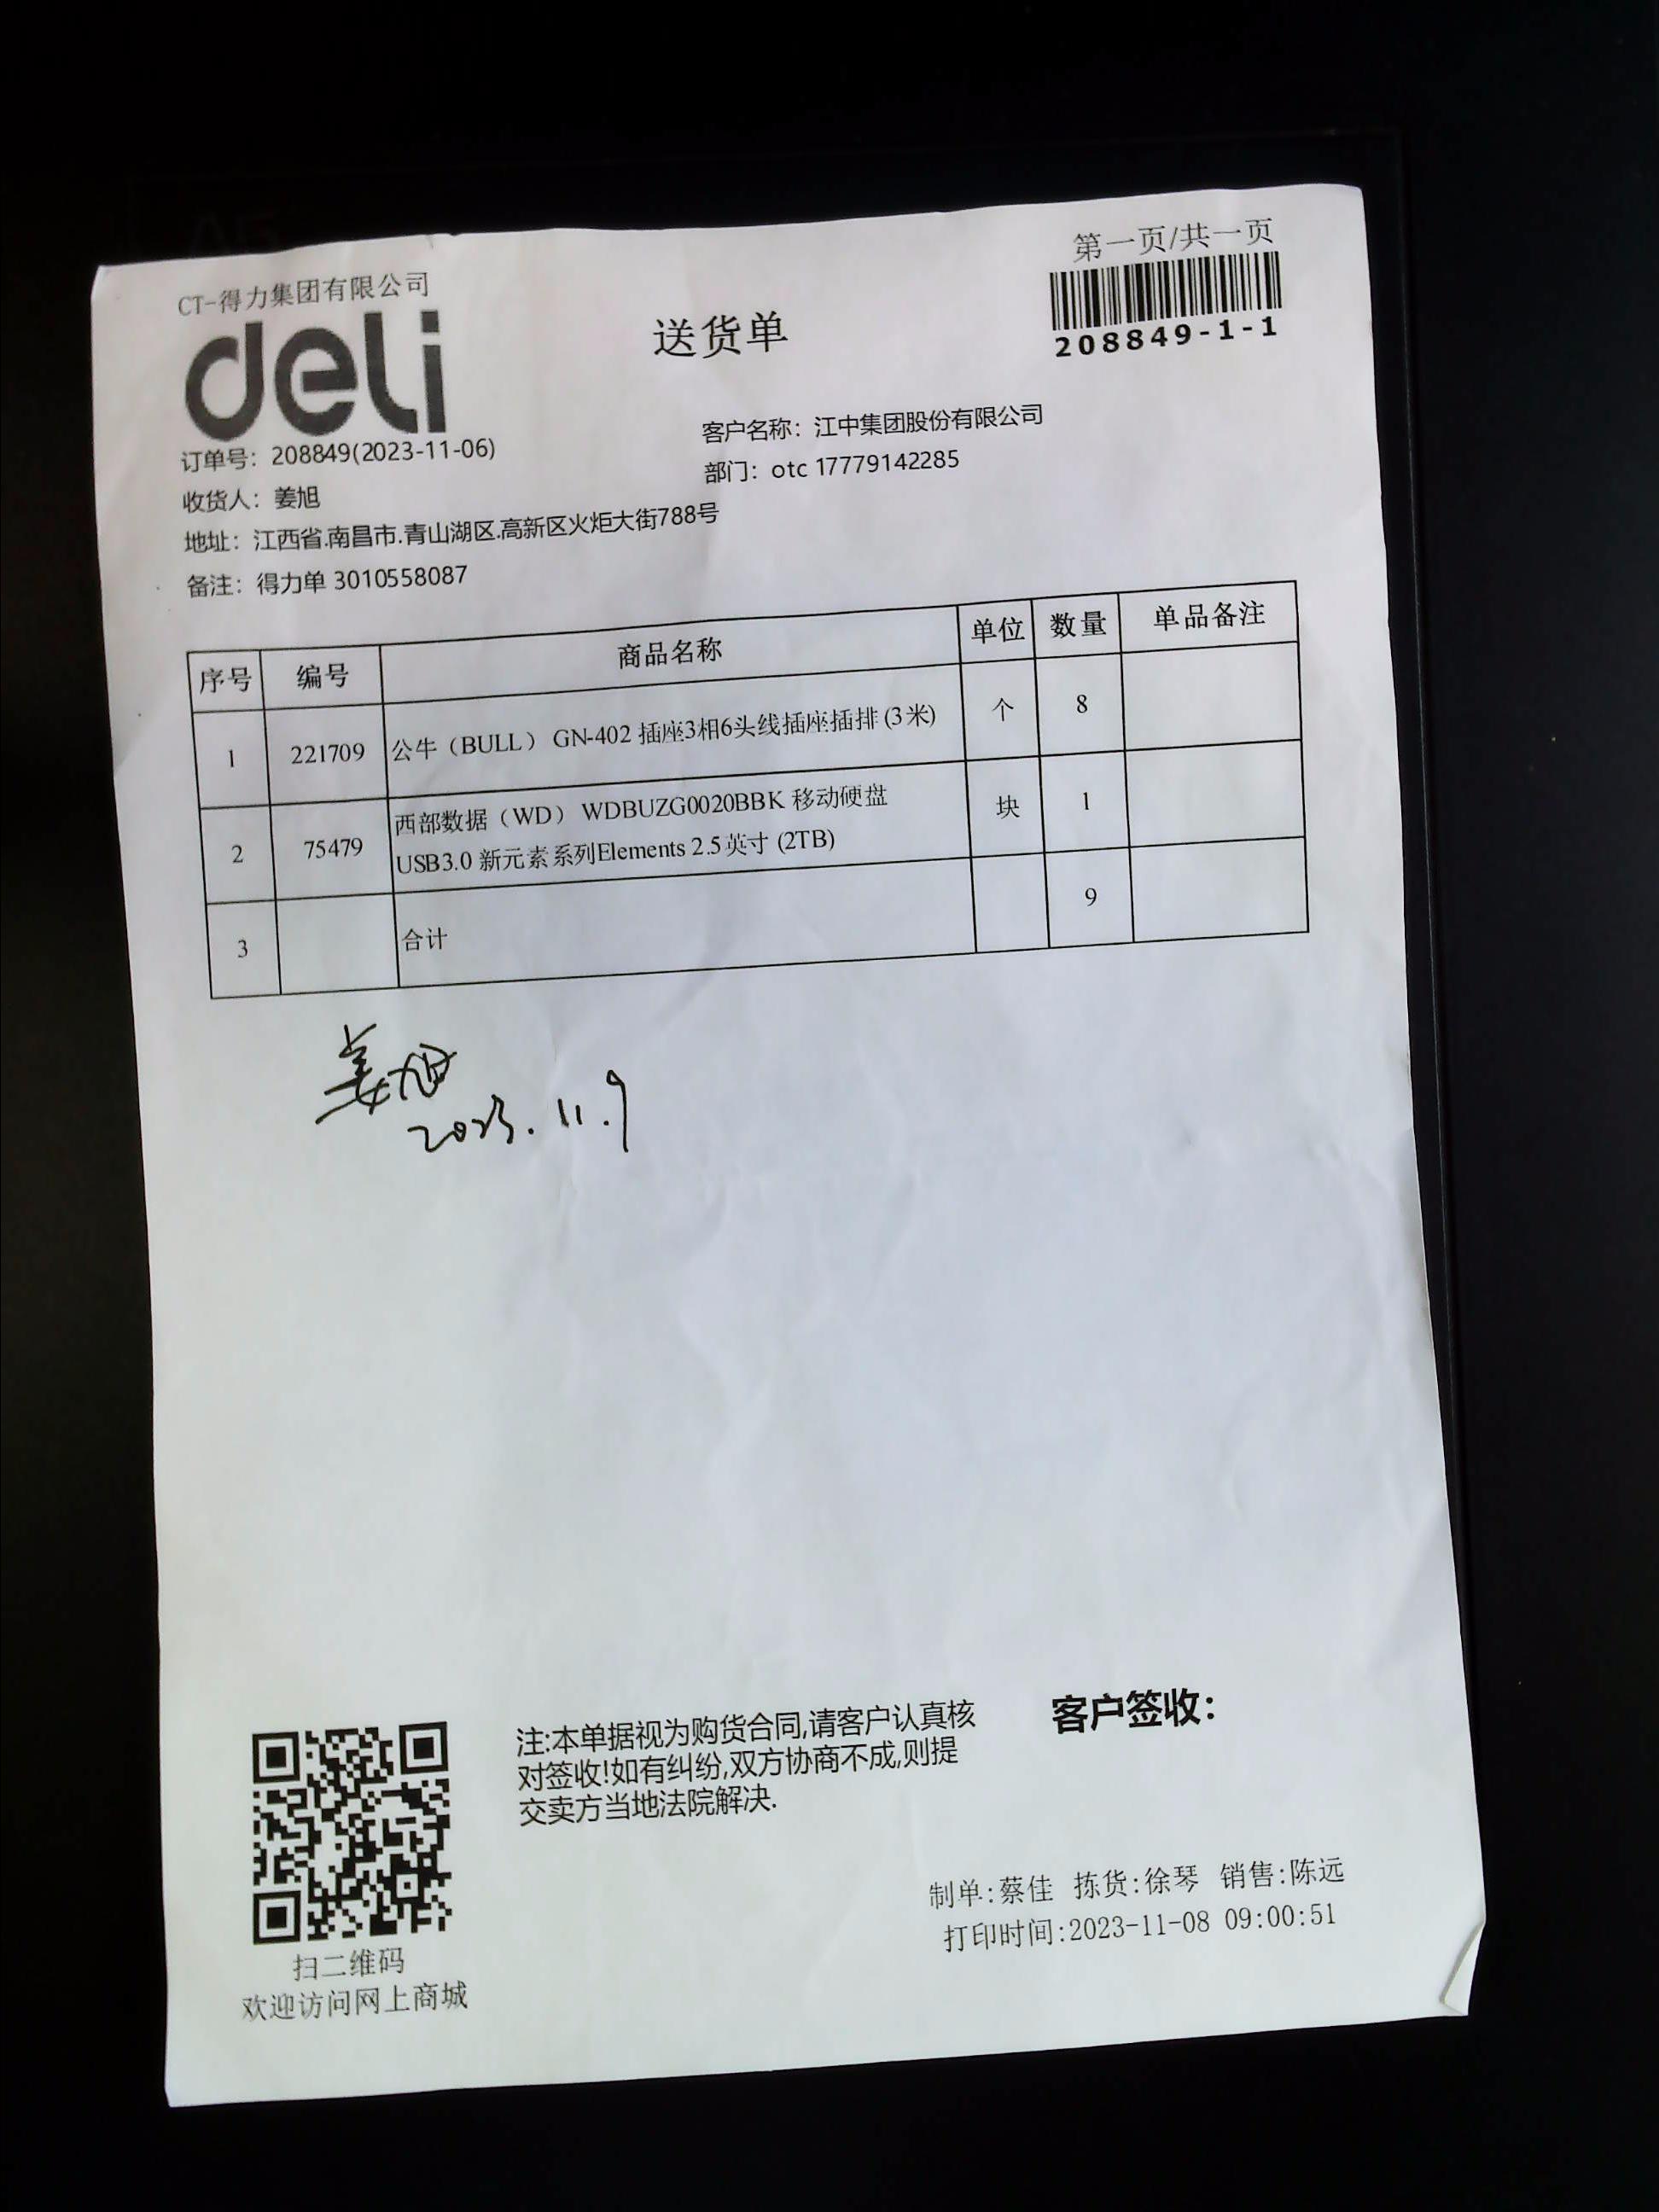 第一页/共一页
CT-得力集团有限公司
deli
送货单
208849-1-1
订单号：208849(2023-11-06)
客户名称：江中集团股份有限公司
收货人：姜旭
部门：otc 17779142285
地址：江西省.南昌市.青山湖区.高新区火炬大街788号
备注：得力单 3010558087
序号 编号 商品名称 单位 数量 单品备注
1 221709 公牛（BULL） GN-402 插座3相6头线插座插排 (3米) 个 8
2 75479 西部数据（WD） WDBUZG0020BBK 移动硬盘 块 1
USB3.0 新元素系列Elements 2.5英寸 (2TB)
3 合计 9
姜旭
2023.11.9
注:本单据视为购货合同,请客户认真核
对签收!如有纠纷,双方协商不成,则提
交卖方当地法院解决.
客户签收：
制单:蔡佳 拣货:徐琴 销售:陈远
打印时间:2023-11-08 09:00:51
扫二维码
欢迎访问网上商城